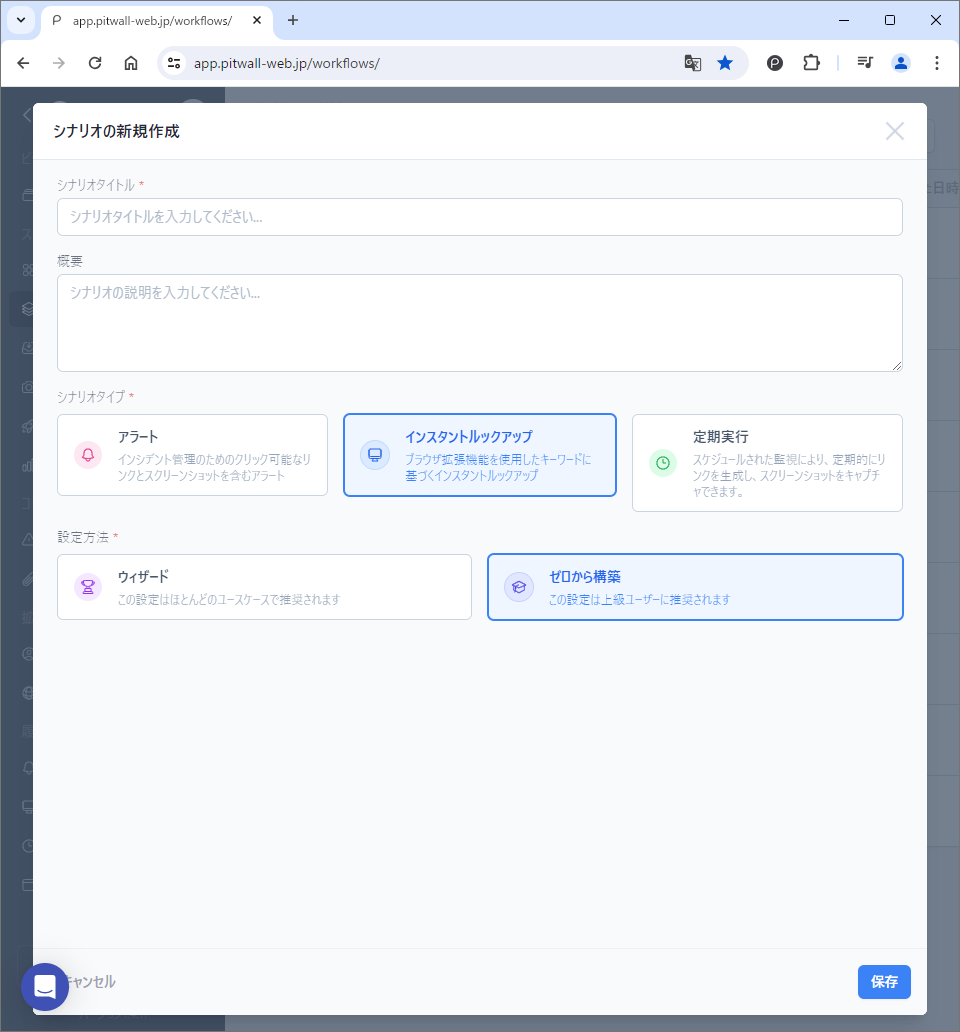 app.pitwall-web.jp/workflows/
app.pitwall-web.jp/workflows/
シナリオの新規作成
シナリオタイトル *
シナリオタイトルを入力してください...
概要
シナリオの説明を入力してください...
シナリオタイプ *
アラート
インシデント管理のためのクリック可能なリ
ンクとスクリーンショットを含むアラート
インスタントルックアップ
ブラウザ拡張機能を使用したキーワードに
基づくインスタントルックアップ
定期実行
スケジュールされた監視により、定期的にリ
ンクを生成し、スクリーンショットをキャプチ
ャできます。
設定方法 *
ウィザード
この設定はほとんどのユースケースで推奨されます
ゼロから構築
この設定は上級ユーザーに推奨されます
日時
キャンセル
保存